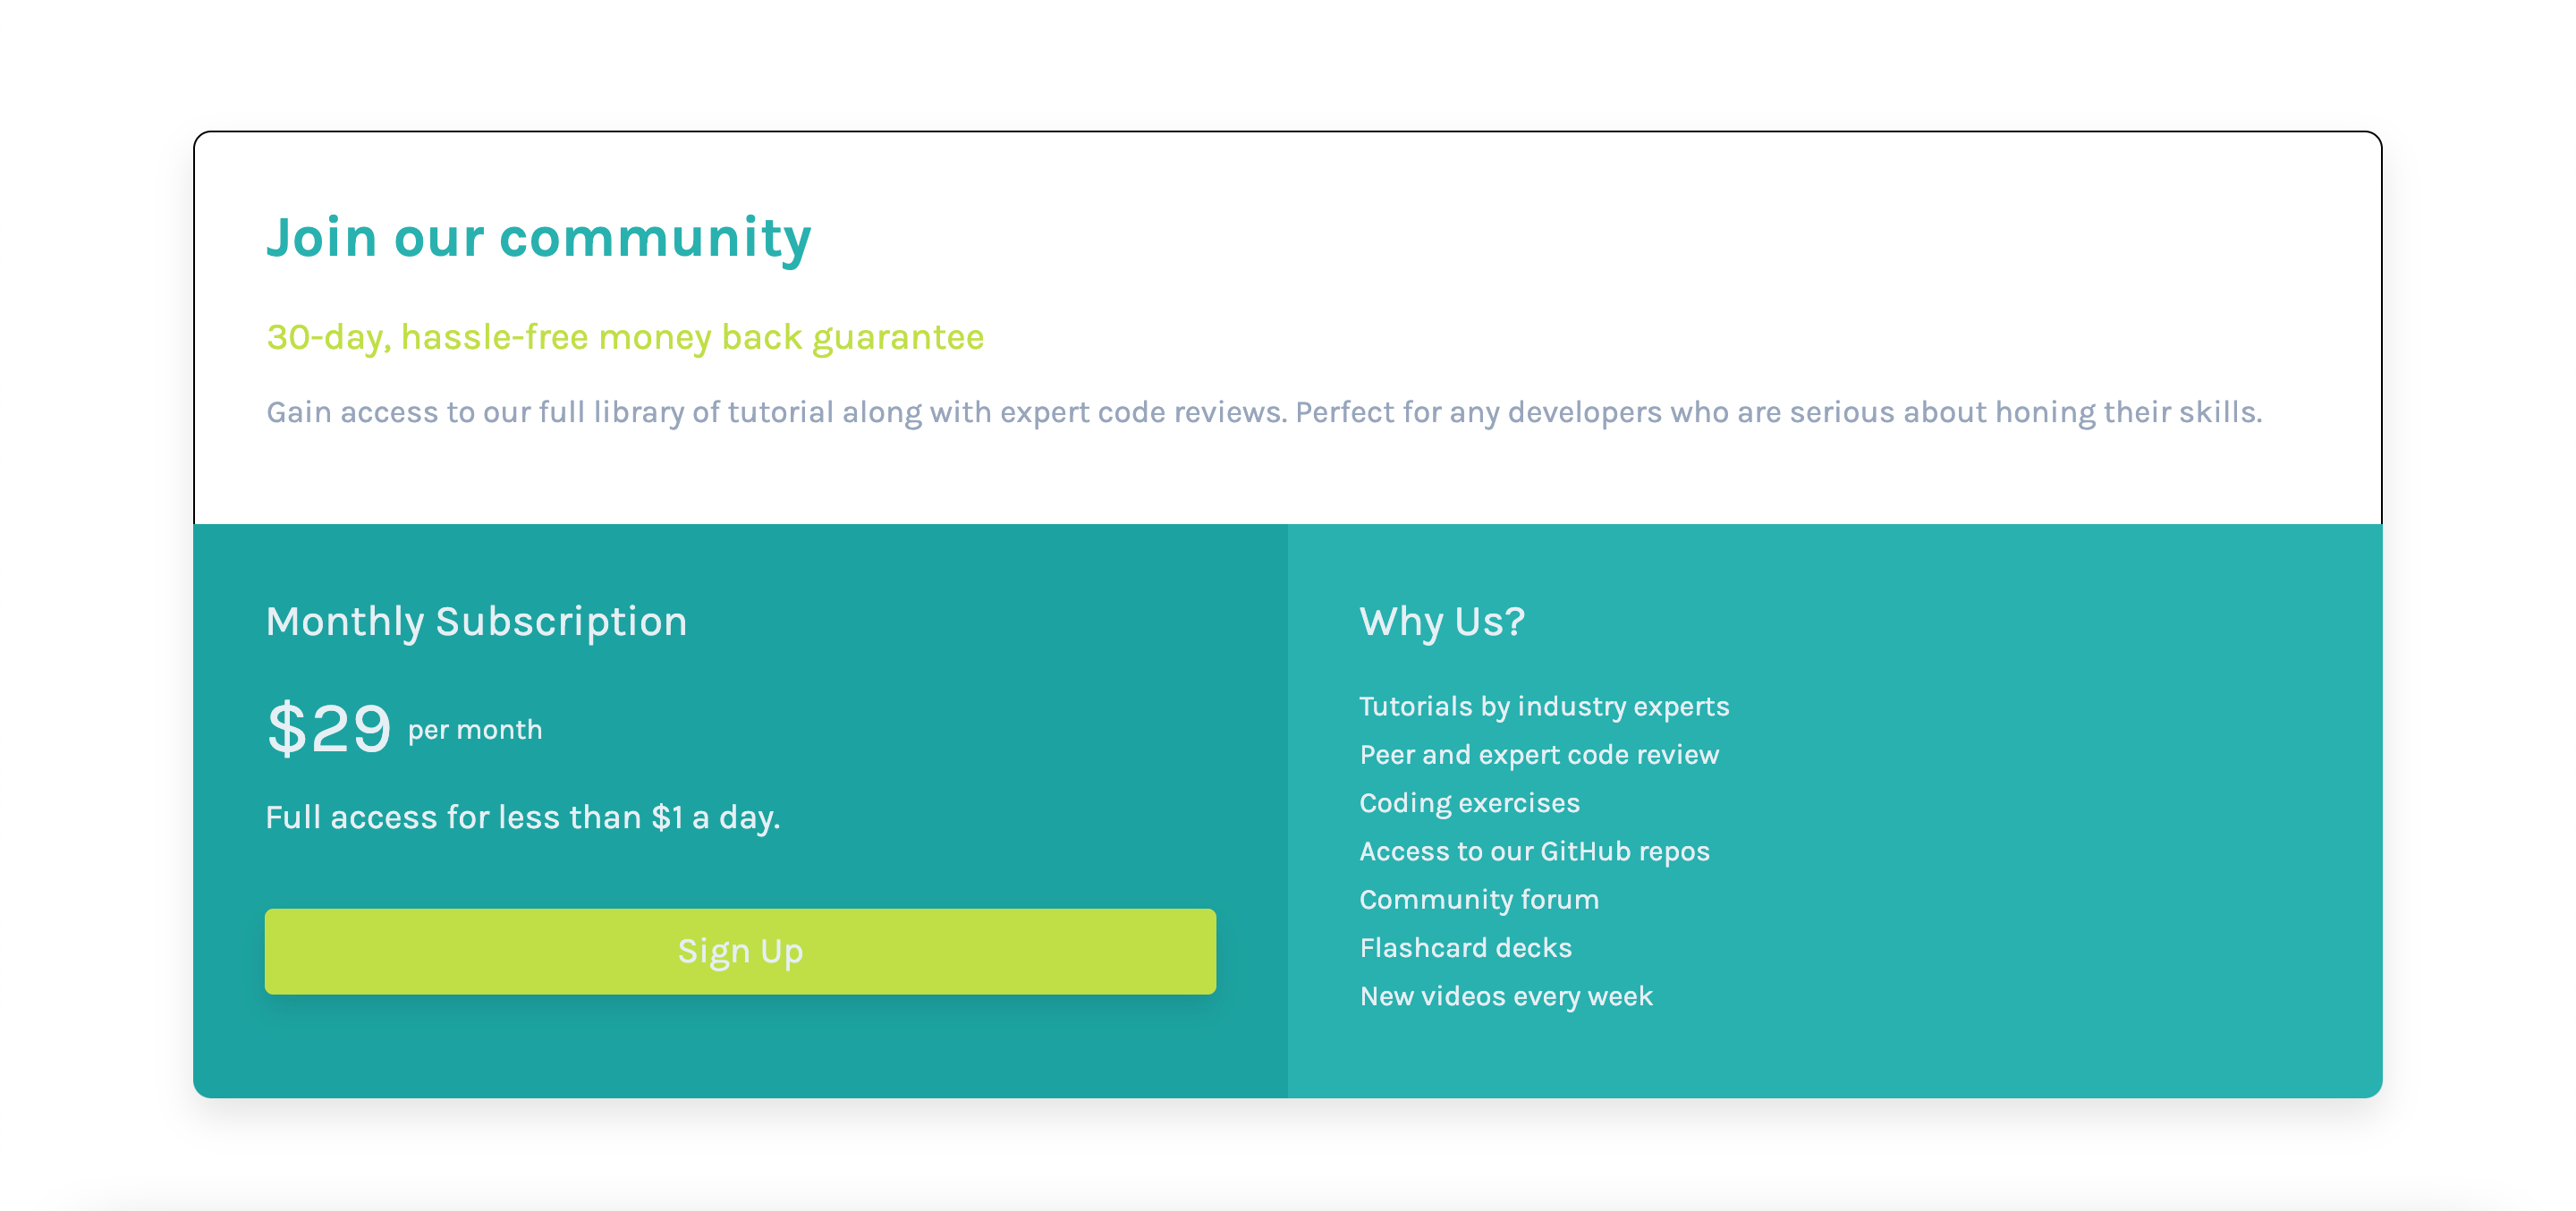 Join our community
30-day, hassle-free money back guarantee
Gain access to our full library of tutorial along with expert code reviews. Perfect for any developers who are serious about honing their skills.
Monthly Subscription
$29 per month
Full access for less than $1 a day.
Sign Up
Why Us?
Tutorials by industry experts
Peer and expert code review
Coding exercises
Access to our GitHub repos
Community forum
Flashcard decks
New videos every week